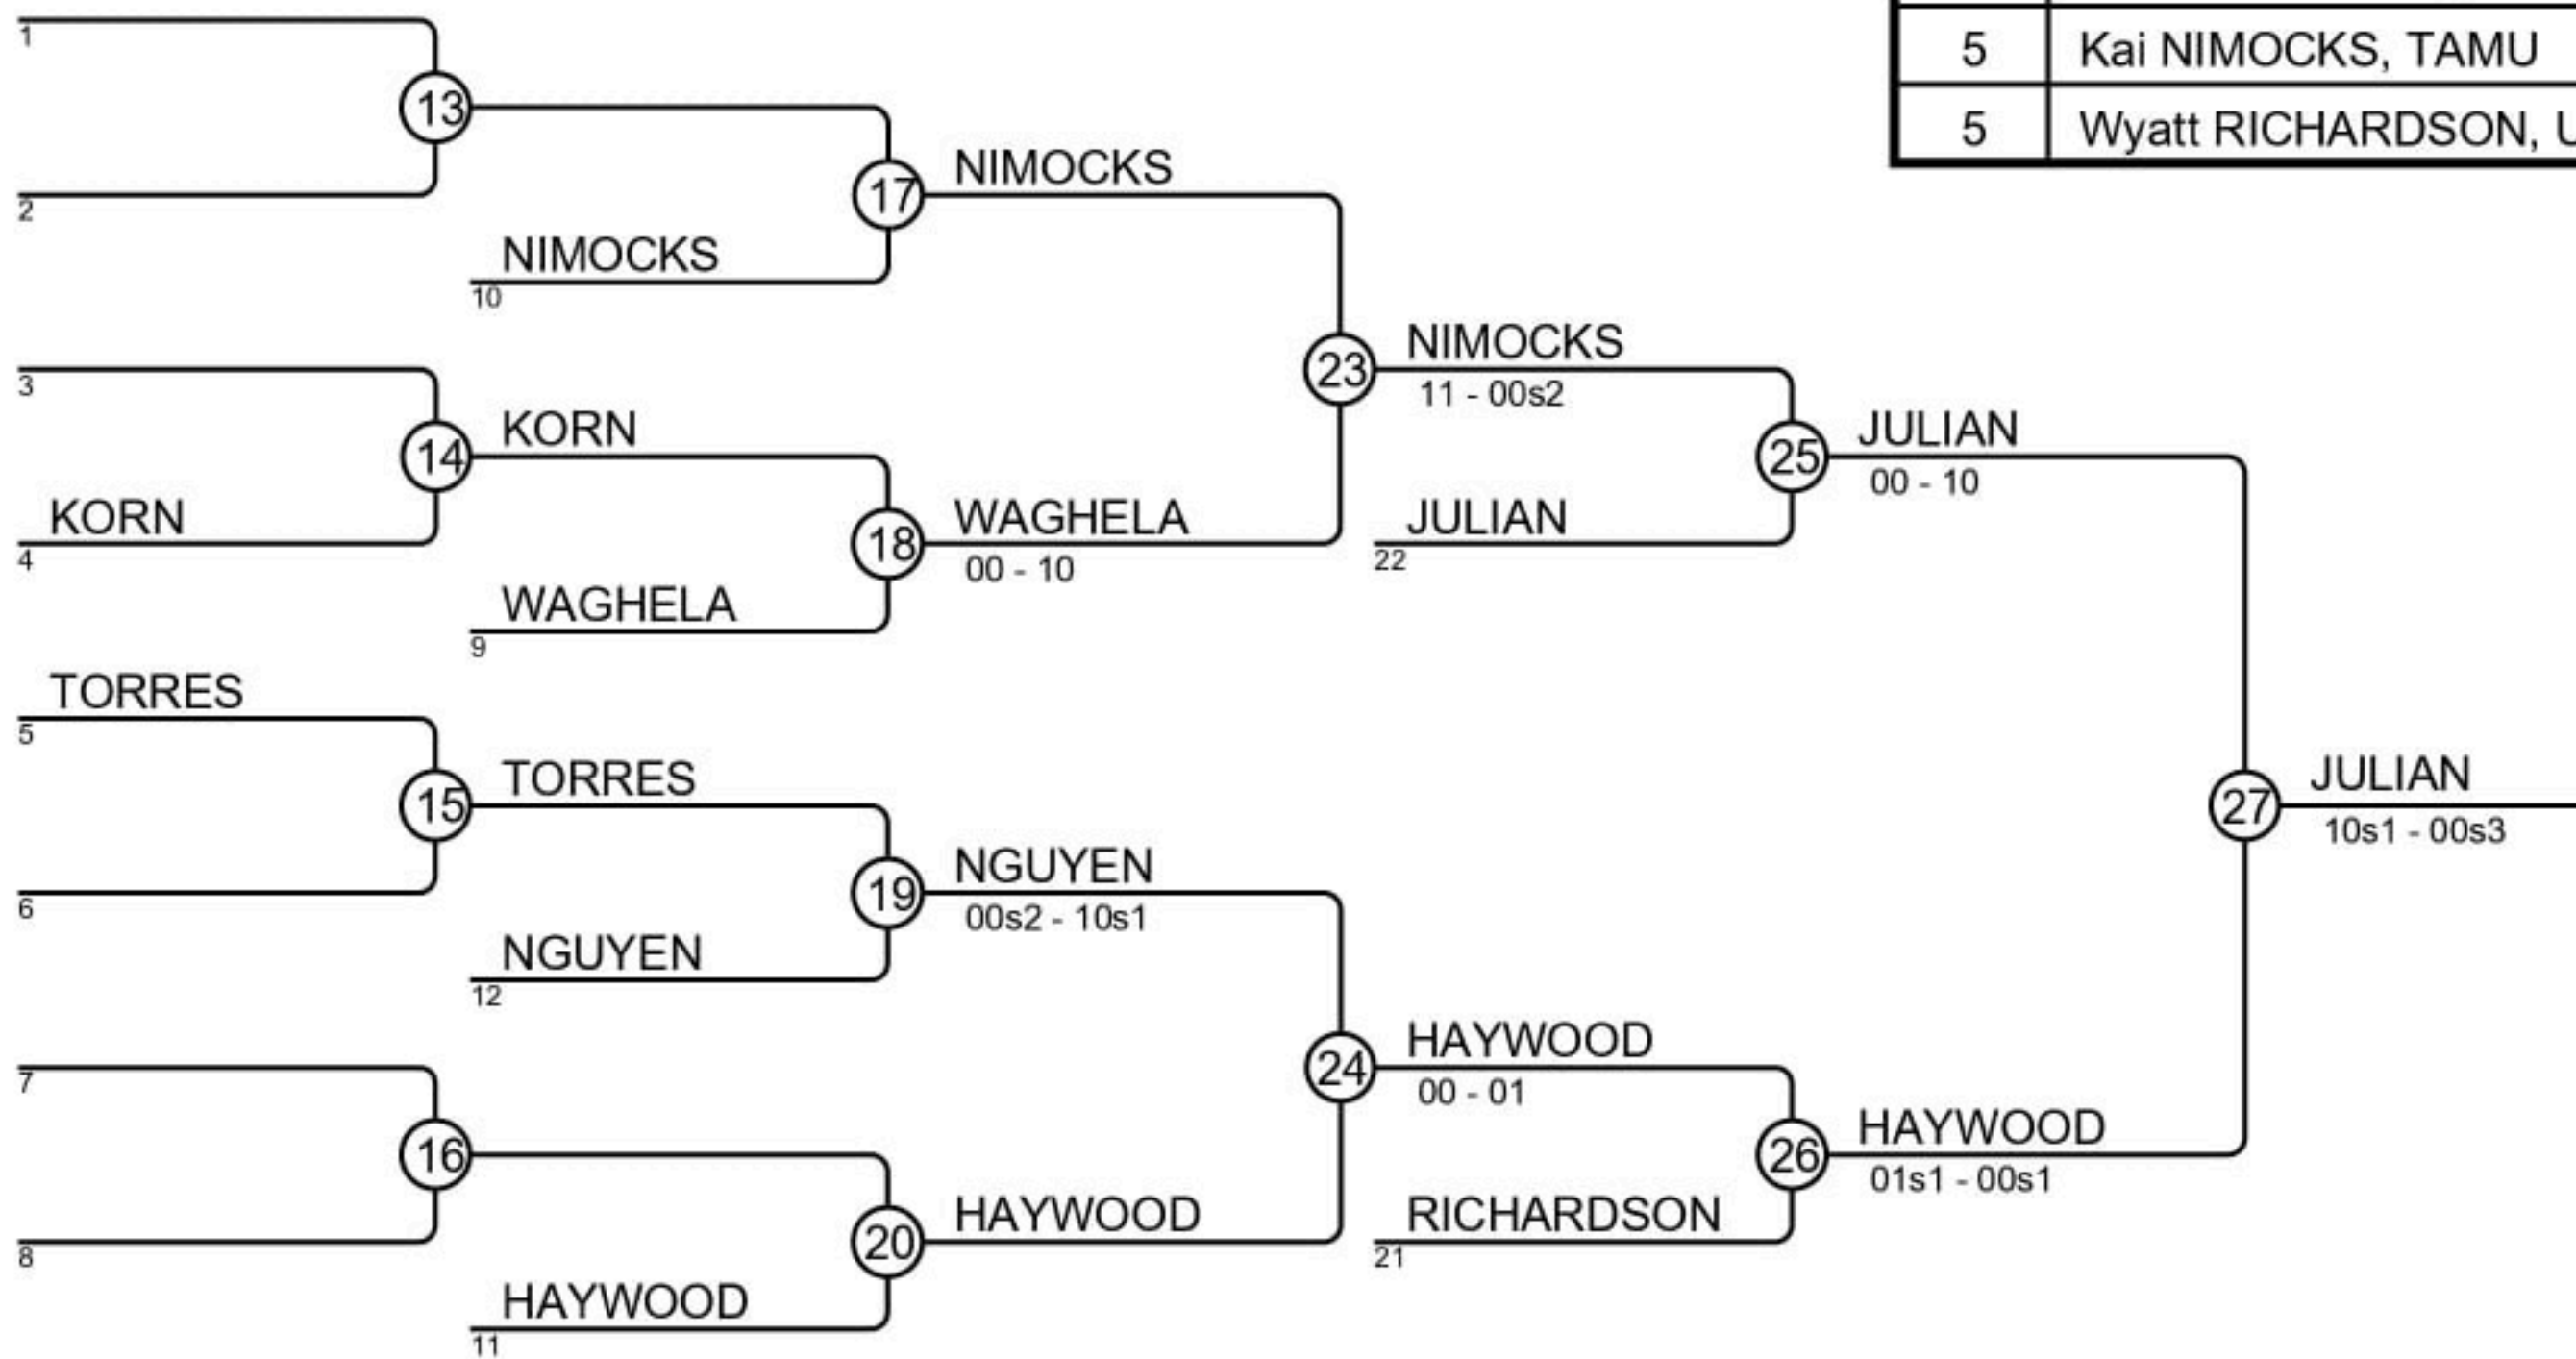 1
5 Kai NIMOCKS, TAMU
13
5 Wyatt RICHARDSON, U
2
17 NIMOCKS
NIMOCKS
10
3
23 NIMOCKS
11 - 00s2
14 KORN
25 JULIAN
00 - 10
KORN
4
18 WAGHELA
00 - 10
JULIAN
22
WAGHELA
9
TORRES
5
15 TORRES
27 JULIAN
10s1 - 00s3
6
19 NGUYEN
00s2 - 10s1
NGUYEN
12
7
24 HAYWOOD
00 - 01
16
26 HAYWOOD
01s1 - 00s1
8
20 HAYWOOD
RICHARDSON
21
HAYWOOD
11